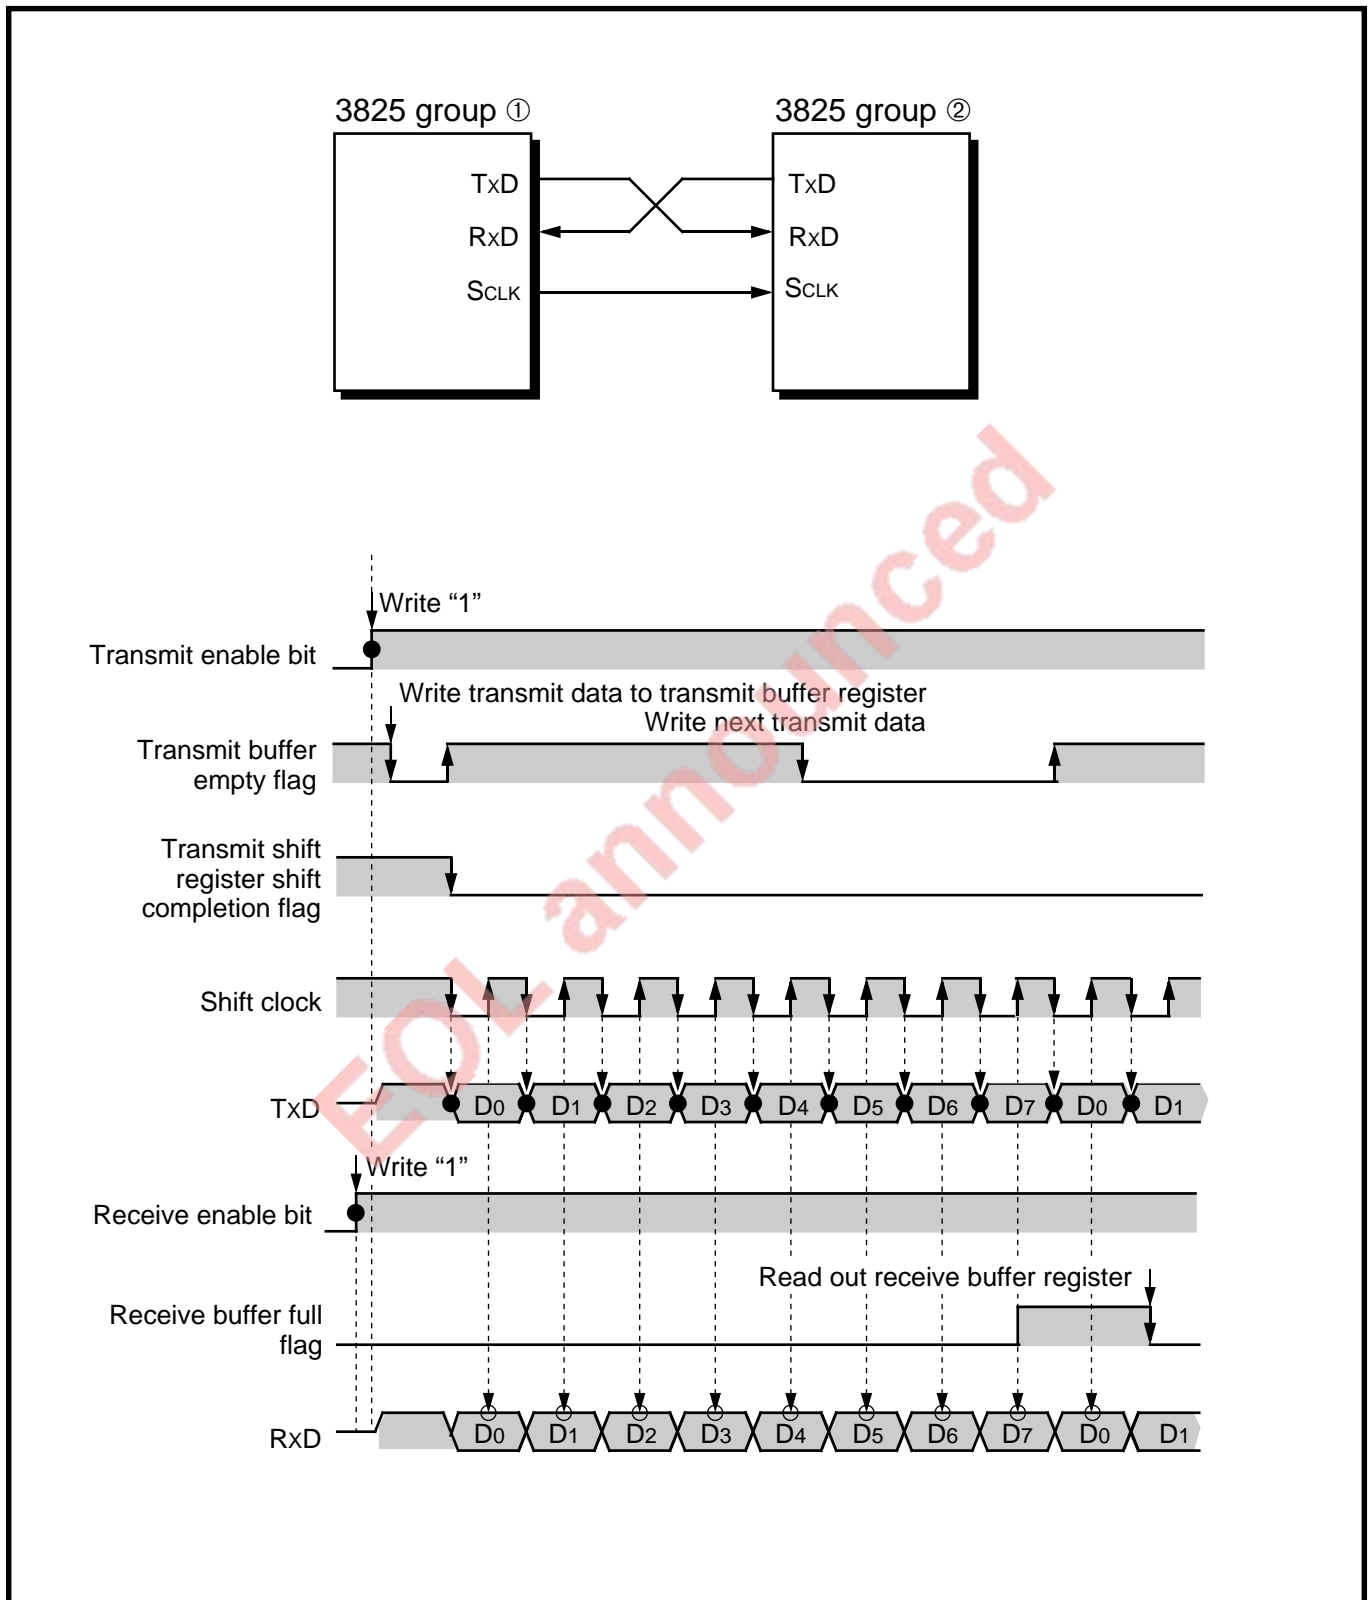 3825 group ①
3825 group ②
TxD
TxD
RxD
RxD
SCLK
SCLK
Write “1”
Transmit enable bit
Write transmit data to transmit buffer register
Write next transmit data
Transmit buffer
empty flag
Transmit shift
register shift
completion flag
Shift clock
TxD
D0 D1 D2 D3 D4 D5 D6 D7 D0 D1
Write “1”
Receive enable bit
Read out receive buffer register
Receive buffer full
flag
RxD
D0 D1 D2 D3 D4 D5 D6 D7 D0 D1
EOL announced